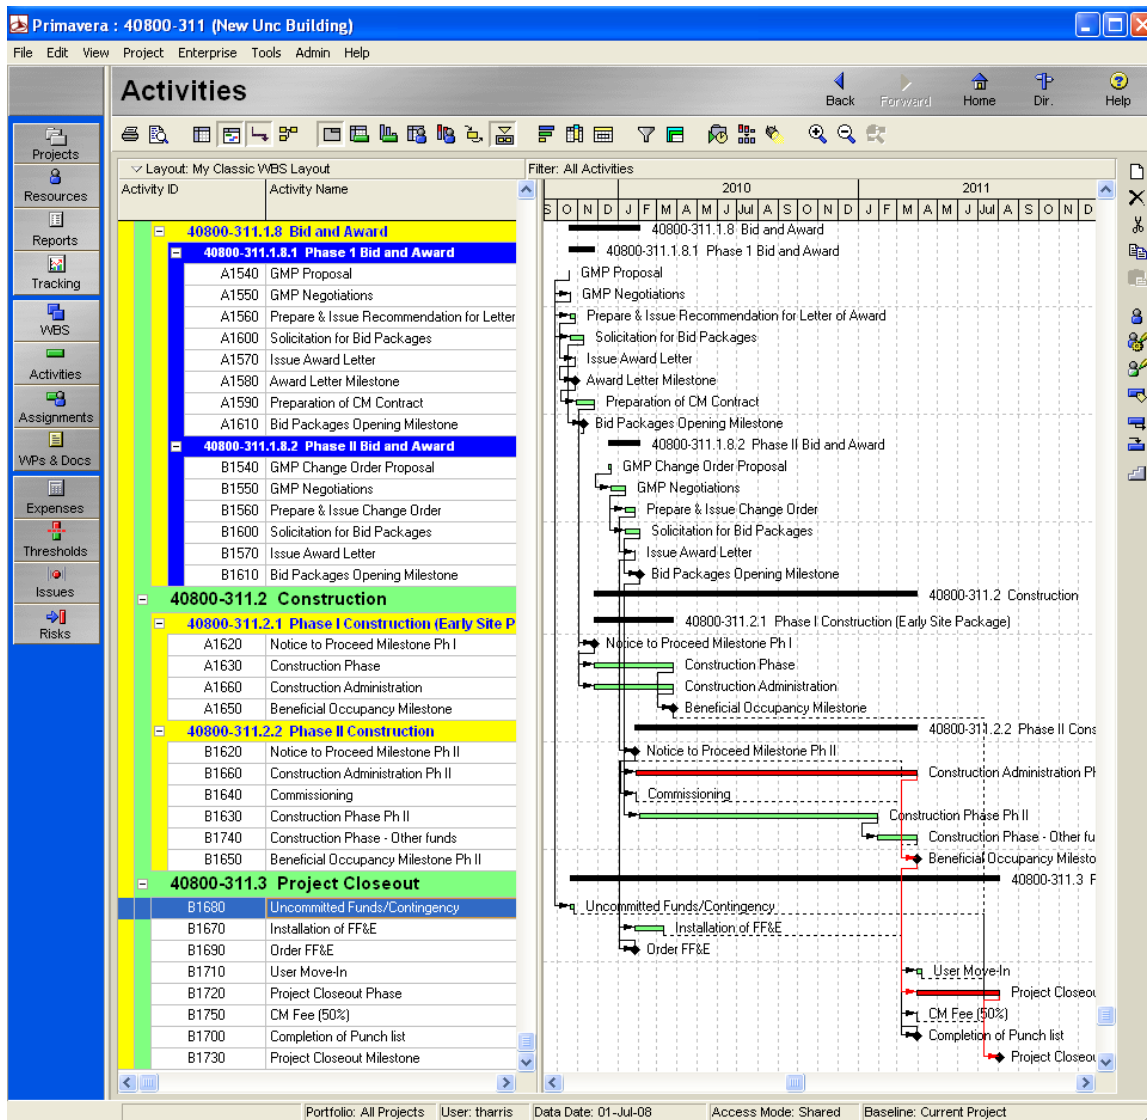 Primavera : 40800-311 (New Unc Building)
File Edit View Project Enterprise Tools Admin Help
Activities
Back Forward Home Dir. Help
Projects
Resources
Reports
Tracking
WBS
Activities
Assignments
WPs & Docs
Expenses
Thresholds
Issues
Risks
Layout: My Classic WBS Layout
Filter: All Activities
Activity ID Activity Name
2010 2011
S O N D J F M A M J Jul A S O N D J F M A M J Jul A S O N D
40800-311.1.8 Bid and Award 40800-311.1.8 Bid and Award
40800-311.1.8.1 Phase 1 Bid and Award 40800-311.1.8.1 Phase 1 Bid and Award
A1540 GMP Proposal GMP Proposal
A1550 GMP Negotiations GMP Negotiations
A1560 Prepare & Issue Recommendation for Letter Prepare & Issue Recommendation for Letter of Award
A1600 Solicitation for Bid Packages Solicitation for Bid Packages
A1570 Issue Award Letter Issue Award Letter
A1580 Award Letter Milestone Award Letter Milestone
A1590 Preparation of CM Contract Preparation of CM Contract
A1610 Bid Packages Opening Milestone Bid Packages Opening Milestone
40800-311.1.8.2 Phase II Bid and Award 40800-311.1.8.2 Phase II Bid and Award
B1540 GMP Change Order Proposal GMP Change Order Proposal
B1550 GMP Negotiations GMP Negotiations
B1560 Prepare & Issue Change Order Prepare & Issue Change Order
B1600 Solicitation for Bid Packages Solicitation for Bid Packages
B1570 Issue Award Letter Issue Award Letter
B1610 Bid Packages Opening Milestone Bid Packages Opening Milestone
40800-311.2 Construction 40800-311.2 Construction
40800-311.2.1 Phase I Construction (Early Site P 40800-311.2.1 Phase I Construction (Early Site Package)
A1620 Notice to Proceed Milestone Ph I Notice to Proceed Milestone Ph I
A1630 Construction Phase Construction Phase
A1660 Construction Administration Construction Administration
A1650 Beneficial Occupancy Milestone Beneficial Occupancy Milestone
40800-311.2.2 Phase II Construction 40800-311.2.2 Phase II Cons
B1620 Notice to Proceed Milestone Ph II Notice to Proceed Milestone Ph II
B1660 Construction Administration Ph II Construction Administration Ph
B1640 Commissioning Commissioning
B1630 Construction Phase Ph II Construction Phase Ph II
B1740 Construction Phase - Other funds Construction Phase - Other fu
B1650 Beneficial Occupancy Milestone Ph II Beneficial Occupancy Milesto
40800-311.3 Project Closeout 40800-311.3 F
B1680 Uncommitted Funds/Contingency Uncommitted Funds/Contingency
B1670 Installation of FF&E Installation of FF&E
B1690 Order FF&E Order FF&E
B1710 User Move-In User Move-In
B1720 Project Closeout Phase Project Closeou
B1750 CM Fee (50%) CM Fee (50%)
B1700 Completion of Punch list Completion of Punch list
B1730 Project Closeout Milestone Project Closeou
Portfolio: All Projects User: tharris Data Date: 01-Jul-08 Access Mode: Shared Baseline: Current Project